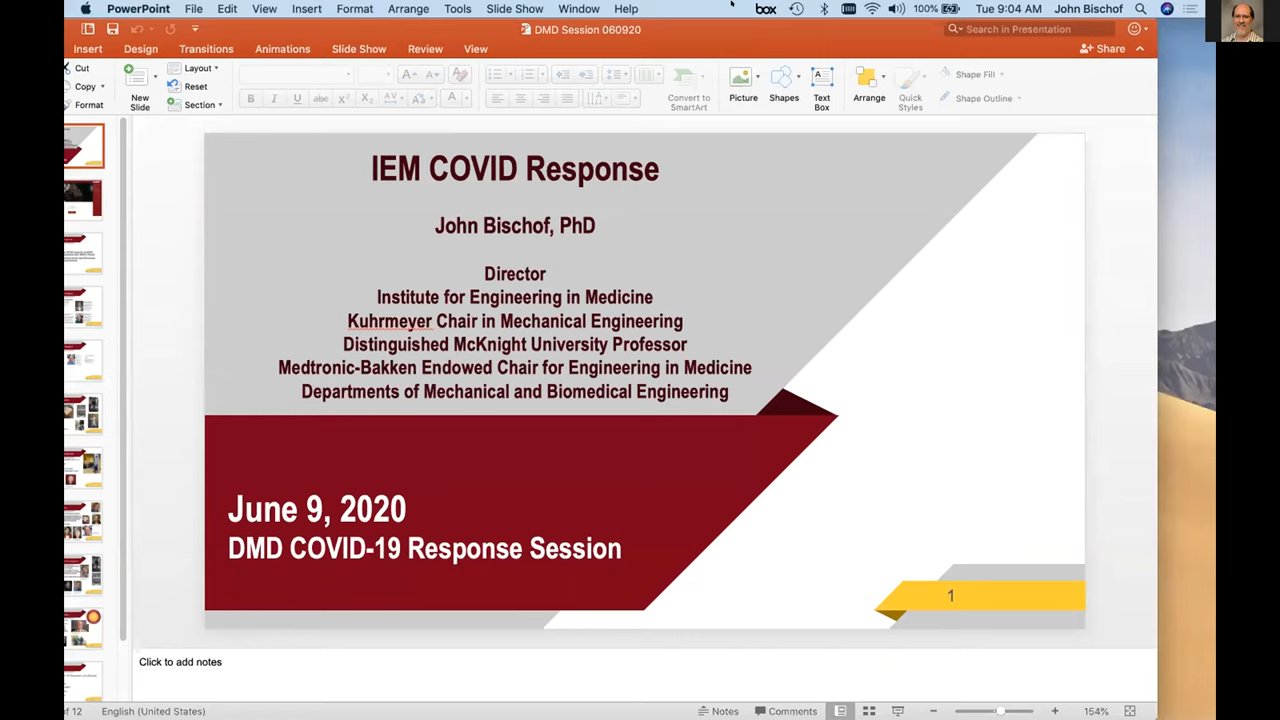 PowerPoint File Edit View Insert Format Arrange Tools Slide Show Window Help box 100% Tue 9:04 AM John Bischof
DMD Session 060920 Search in Presentation
Insert Design Transitions Animations Slide Show Review View Share
Cut
Copy
Format
New
Slide
Layout
Reset
Section
Convert to
SmartArt
Picture
Shapes
Text
Box
Arrange
Quick
Styles
Shape Fill
Shape Outline
IEM COVID Response
John Bischof, PhD
Director
Institute for Engineering in Medicine
Kuhrmeyer Chair in Mechanical Engineering
Distinguished McKnight University Professor
Medtronic-Bakken Endowed Chair for Engineering in Medicine
Departments of Mechanical and Biomedical Engineering
June 9, 2020
DMD COVID-19 Response Session
1
Click to add notes
of 12 English (United States) Notes Comments 154%